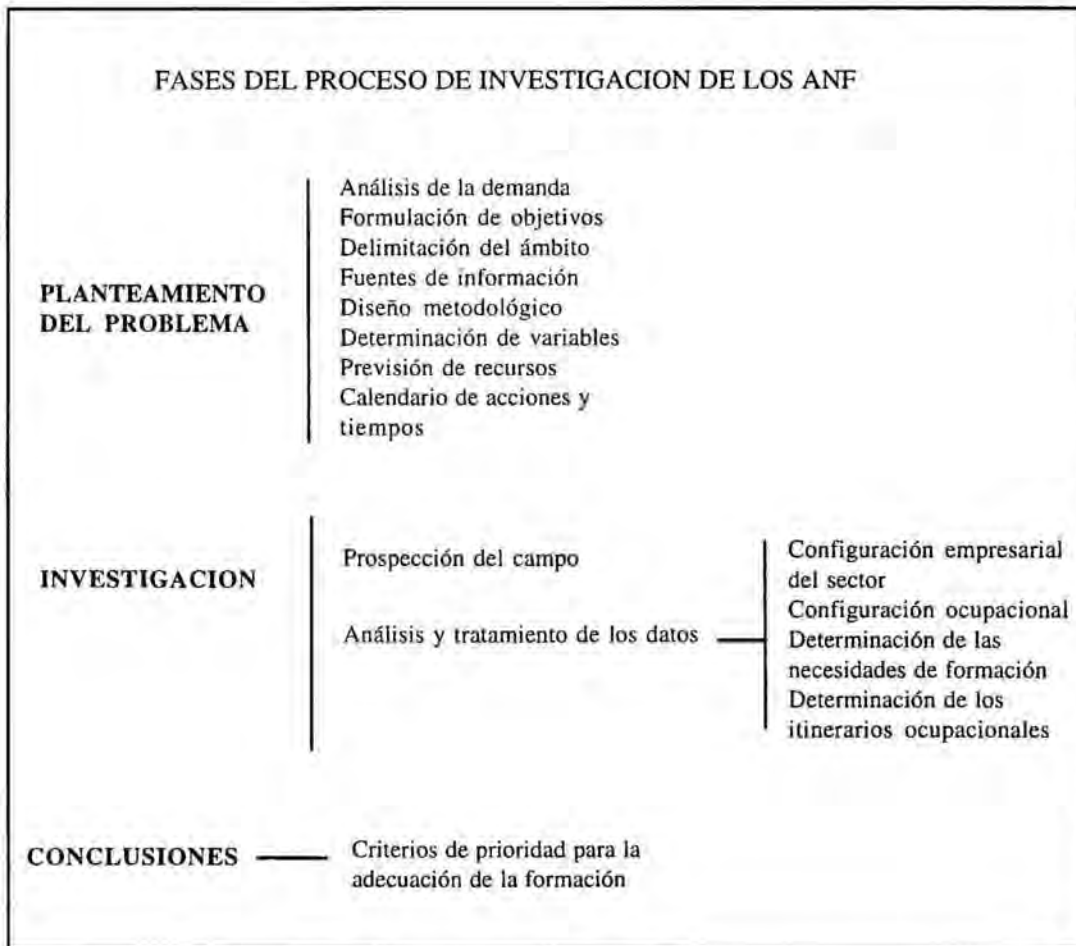 FASES DEL PROCESO DE INVESTIGACION DE LOS ANF
PLANTEAMIENTO
DEL PROBLEMA
Análisis de la demanda
Formulación de objetivos
Delimitación del ámbito
Fuentes de información
Diseño metodológico
Determinación de variables
Previsión de recursos
Calendario de acciones y
tiempos
INVESTIGACION
Prospección del campo
Análisis y tratamiento de los datos
Configuración empresarial
del sector
Configuración ocupacional
Determinación de las
necesidades de formación
Determinación de los
itinerarios ocupacionales
CONCLUSIONES
Criterios de prioridad para la
adecuación de la formación